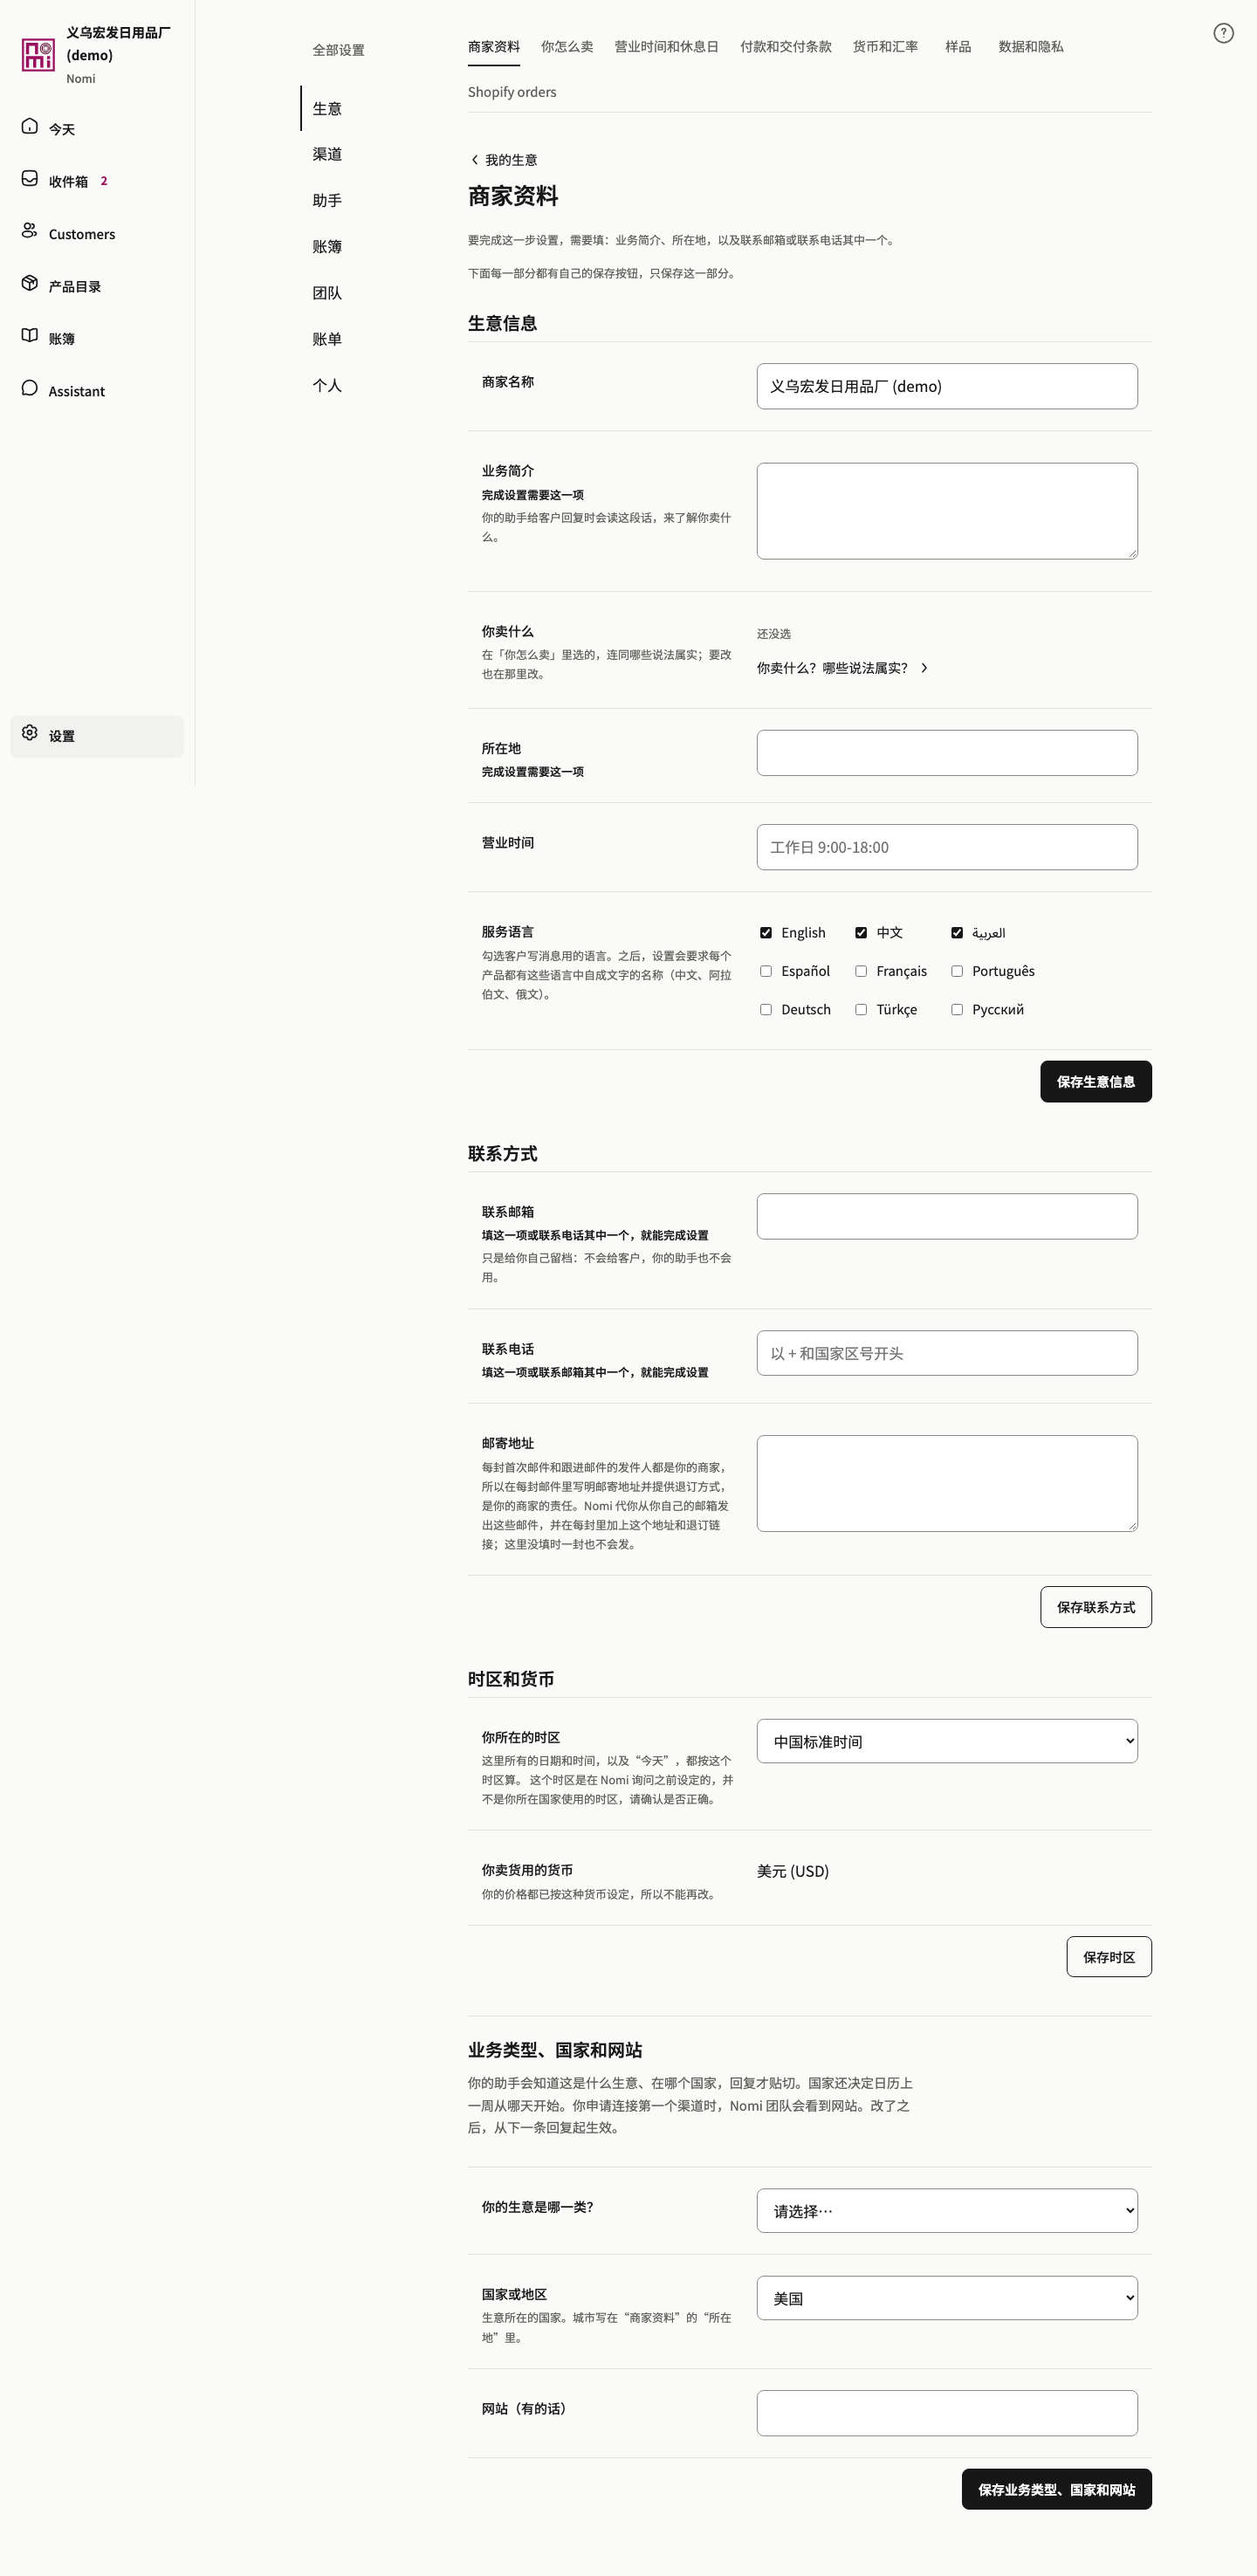 义乌宏发日用品厂
(demo)
Nomi
今天
收件箱 2
Customers
产品目录
账簿
Assistant
设置
全部设置
生意
渠道
助手
账簿
团队
账单
个人
商家资料 你怎么卖 营业时间和休息日 付款和交付条款 货币和汇率 样品 数据和隐私
Shopify orders
我的生意
商家资料
要完成这一步设置，需要填：业务简介、所在地，以及联系邮箱或联系电话其中一个。
下面每一部分都有自己的保存按钮，只保存这一部分。
生意信息
商家名称
义乌宏发日用品厂 (demo)
业务简介
完成设置需要这一项
你的助手给客户回复时会读这段话，来了解你卖什
么。
你卖什么
在「你怎么卖」里选的，连同哪些说法属实；要改
也在那里改。
还没选
你卖什么？哪些说法属实？
所在地
完成设置需要这一项
营业时间
工作日 9:00-18:00
服务语言
勾选客户写消息用的语言。之后，设置会要求每个
产品都有这些语言中自成文字的名称（中文、阿拉
伯文、俄文）。
English 中文 العربية
Español Français Português
Deutsch Türkçe Русский
保存生意信息
联系方式
联系邮箱
填这一项或联系电话其中一个，就能完成设置
只是给你自己留档：不会给客户，你的助手也不会
用。
联系电话
填这一项或联系邮箱其中一个，就能完成设置
以 + 和国家区号开头
邮寄地址
每封首次邮件和跟进邮件的发件人都是你的商家，
所以在每封邮件里写明邮寄地址并提供退订方式，
是你的商家的责任。Nomi 代你从你自己的邮箱发
出这些邮件，并在每封里加上这个地址和退订链
接；这里没填时一封也不会发。
保存联系方式
时区和货币
你所在的时区
这里所有的日期和时间，以及“今天”，都按这个
时区算。 这个时区是在 Nomi 询问之前设定的，并
不是你所在国家使用的时区，请确认是否正确。
中国标准时间
你卖货用的货币
你的价格都已按这种货币设定，所以不能再改。
美元 (USD)
保存时区
业务类型、国家和网站
你的助手会知道这是什么生意、在哪个国家，回复才贴切。国家还决定日历上
一周从哪天开始。你申请连接第一个渠道时，Nomi 团队会看到网站。改了之
后，从下一条回复起生效。
你的生意是哪一类？
请选择…
国家或地区
生意所在的国家。城市写在“商家资料”的“所在
地”里。
美国
网站（有的话）
保存业务类型、国家和网站